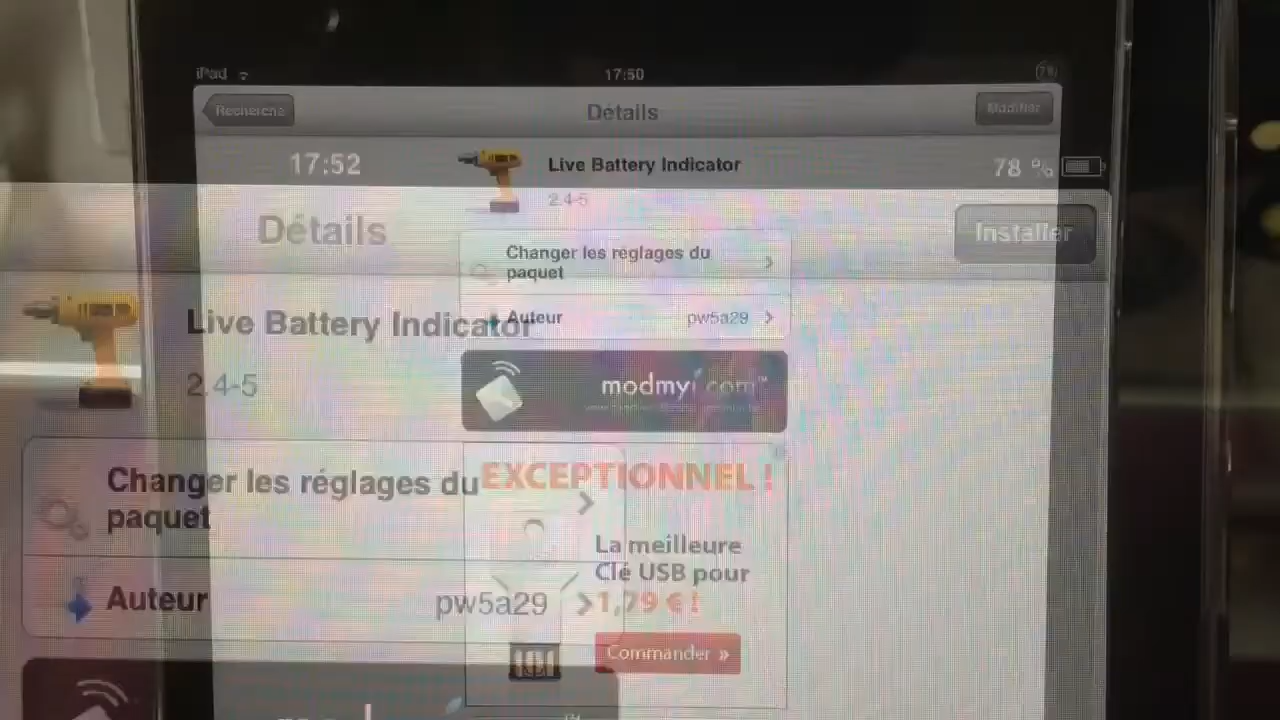 iPad
17:50
Recherche
Détails
Modifier
17:52
Live Battery Indicator
78 %
2.4-5
Détails
Installer
Changer les réglages du
paquet
Auteur
pw5a29
Live Battery Indicator
2.4-5
modmyi.com™
EXCEPTIONNEL !
Changer les réglages du
paquet
La meilleure
Clé USB pour
1,79 € !
Auteur
pw5a29
Commander »